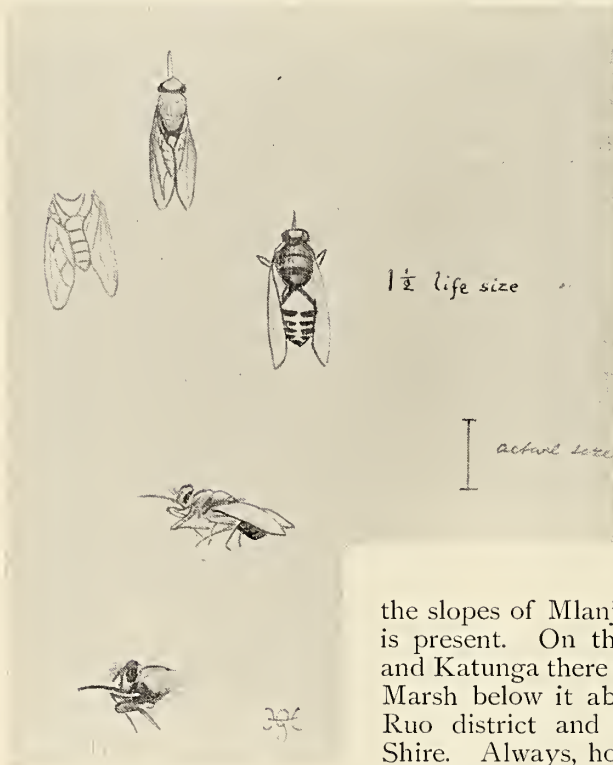 1½ life size
actual size
the slopes of Mlanj
is present. On th
and Katunga there
Marsh below it ab
Ruo district and
Shire. Always, ho